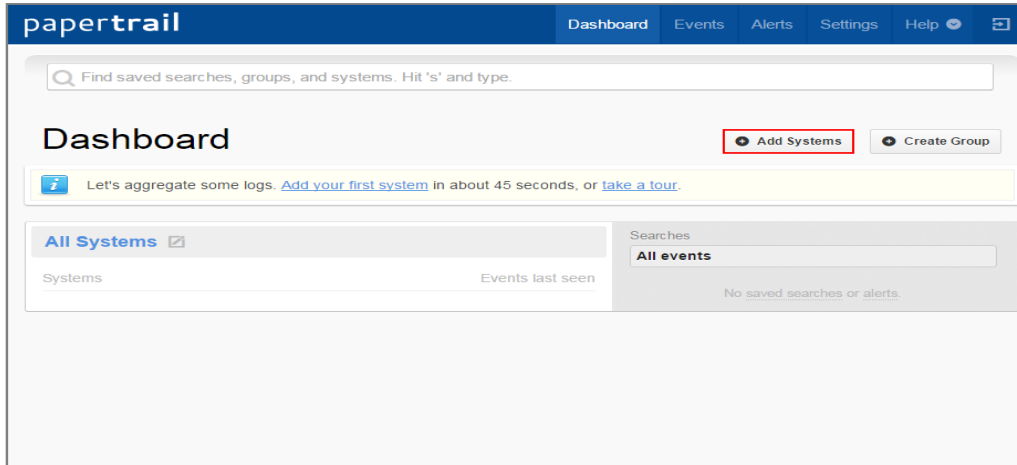 papertrail
Dashboard Events Alerts Settings Help
Find saved searches, groups, and systems. Hit 's' and type.
Dashboard
Add Systems Create Group
Let's aggregate some logs. Add your first system in about 45 seconds, or take a tour.
All Systems
Systems Events last seen
Searches
All events
No saved searches or alerts.